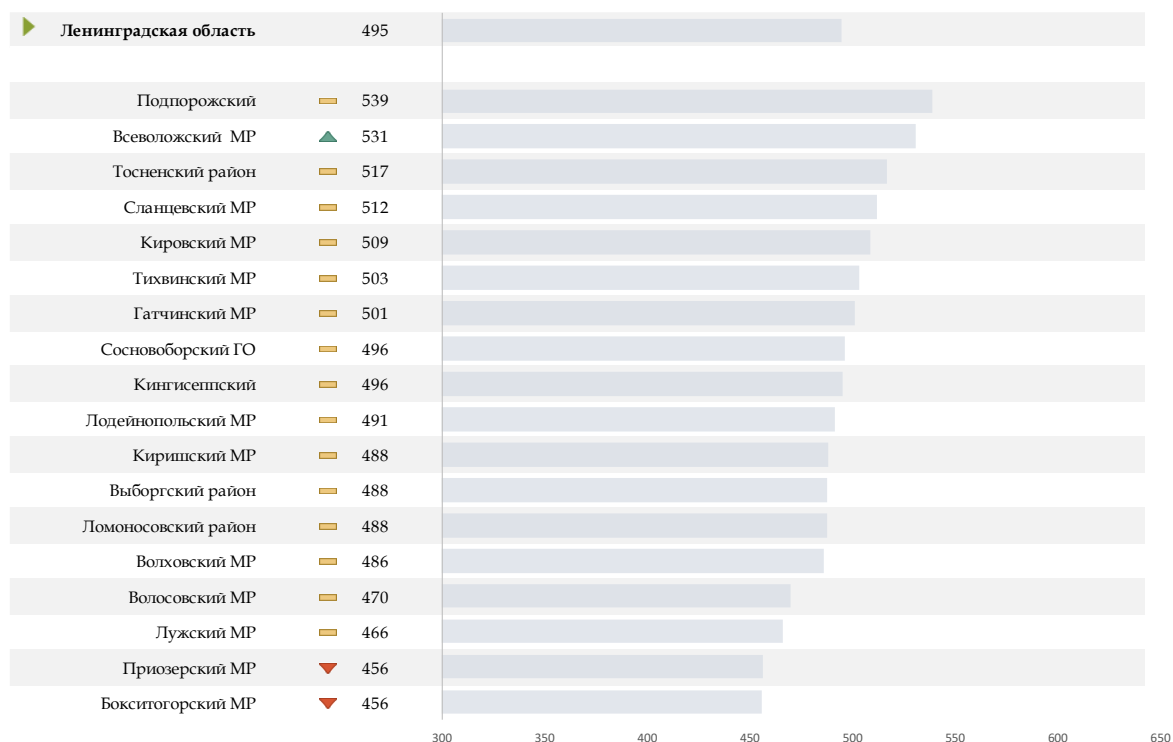 Ленинградская область 495
Подпорожский 539
Всеволожский МР 531
Тосненский район 517
Сланцевский МР 512
Кировский МР 509
Тихвинский МР 503
Гатчинский МР 501
Сосновоборский ГО 496
Кингисеппский 496
Лодейнопольский МР 491
Киришский МР 488
Выборгский район 488
Ломоносовский район 488
Волховский МР 486
Волосовский МР 470
Лужский МР 466
Приозерский МР 456
Бокситогорский МР 456
300 350 400 450 500 550 600 650